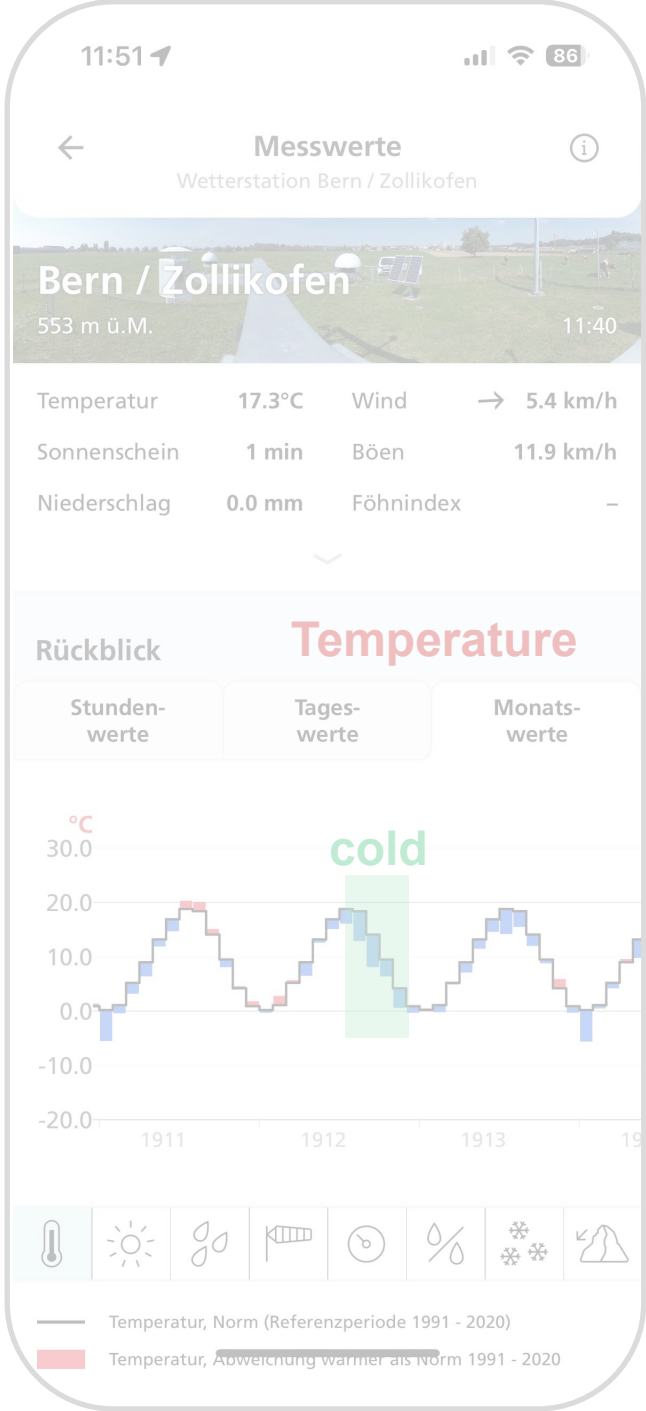 11:51
86
Messwerte
Wetterstation Bern / Zollikofen
Bern / Zollikofen
553 m ü.M. 11:40
Temperatur 17.3°C Wind → 5.4 km/h
Sonnenschein 1 min Böen 11.9 km/h
Niederschlag 0.0 mm Föhnindex –
Rückblick
Temperature
Stunden-
werte
Tages-
werte
Monats-
werte
°C
cold
30.0
20.0
10.0
0.0
-10.0
-20.0
1911 1912 1913 19
Temperatur, Norm (Referenzperiode 1991 - 2020)
Temperatur, Abweichung wärmer als Norm 1991 - 2020